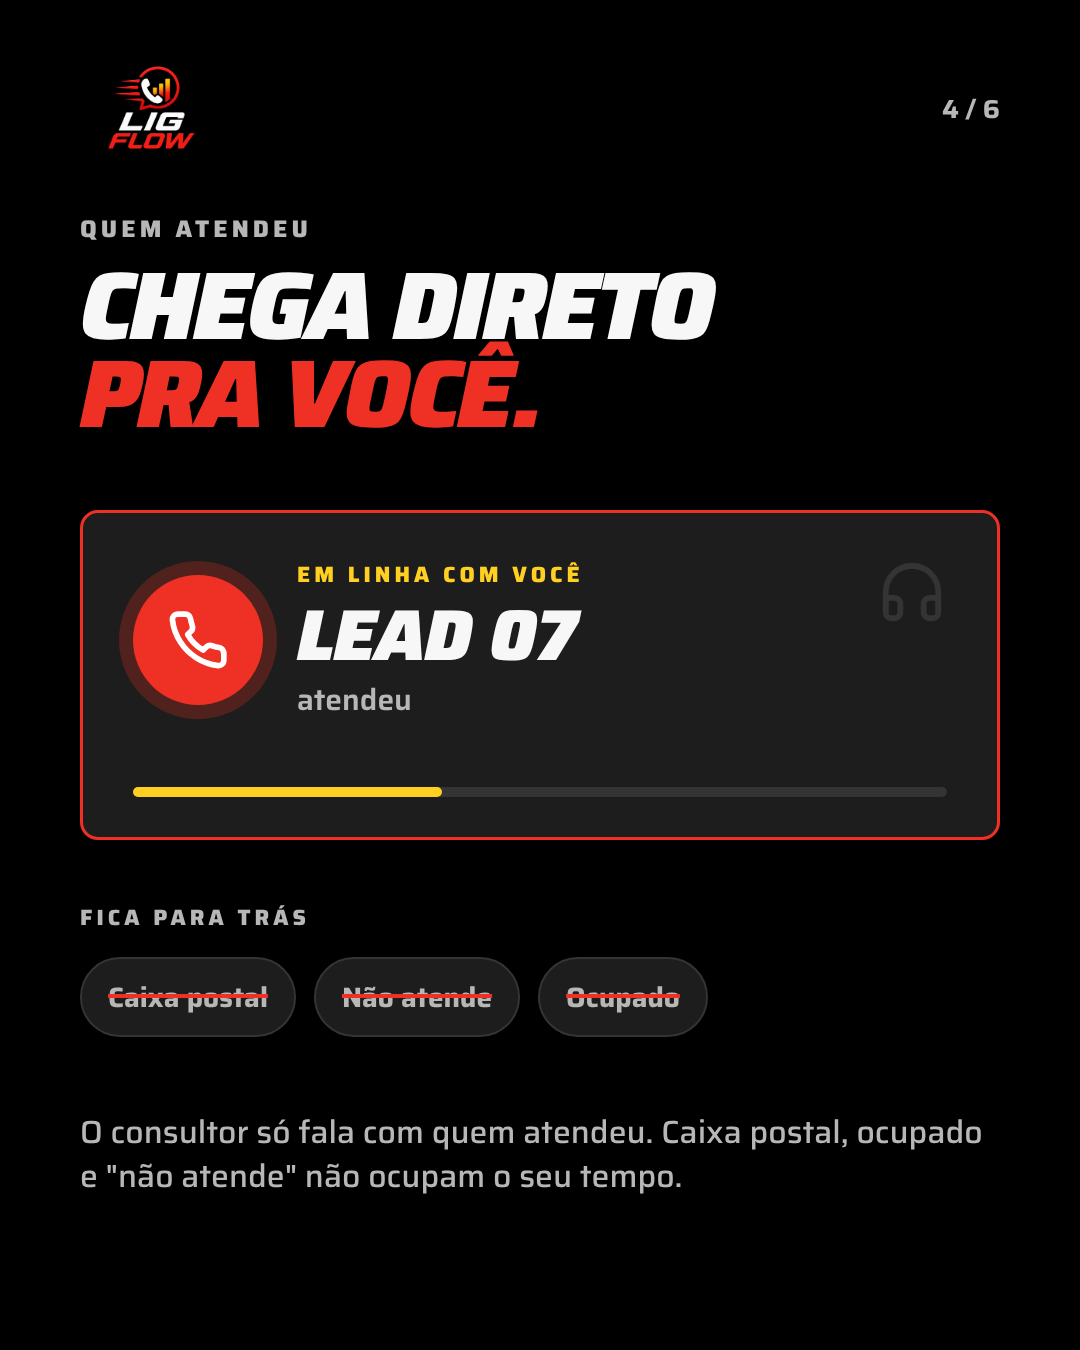 LIG
FLOW
4 / 6
QUEM ATENDEU
CHEGA DIRETO
PRA VOCÊ.
EM LINHA COM VOCÊ
LEAD 07
atendeu
FICA PARA TRÁS
Caixa postal
Não atende
Ocupado
O consultor só fala com quem atendeu. Caixa postal, ocupado
e "não atende" não ocupam o seu tempo.